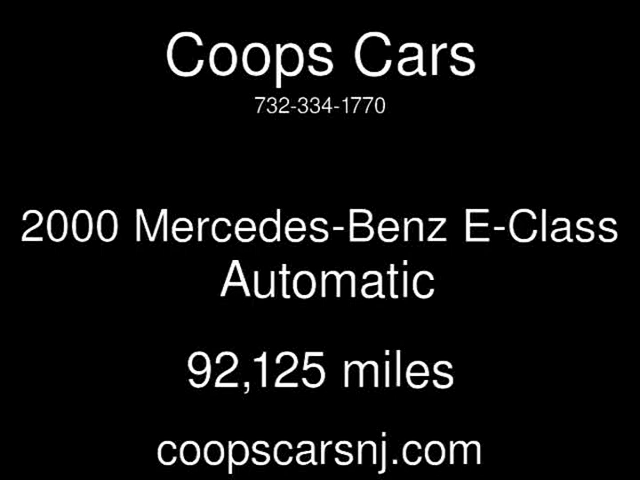 Coops Cars
732-334-1770
2000 Mercedes-Benz E-Class
Automatic
92,125 miles
coopscarsnj.com